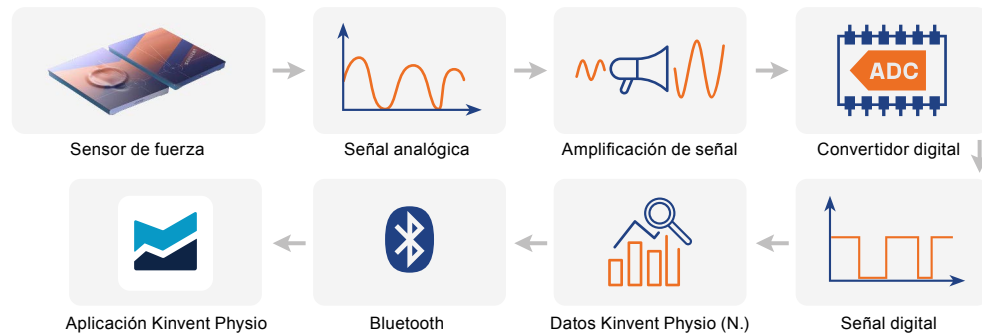 ADC
Sensor de fuerza
Señal analógica
Amplificación de señal
Convertidor digital
Aplicación Kinvent Physio
Bluetooth
Datos Kinvent Physio (N.)
Señal digital